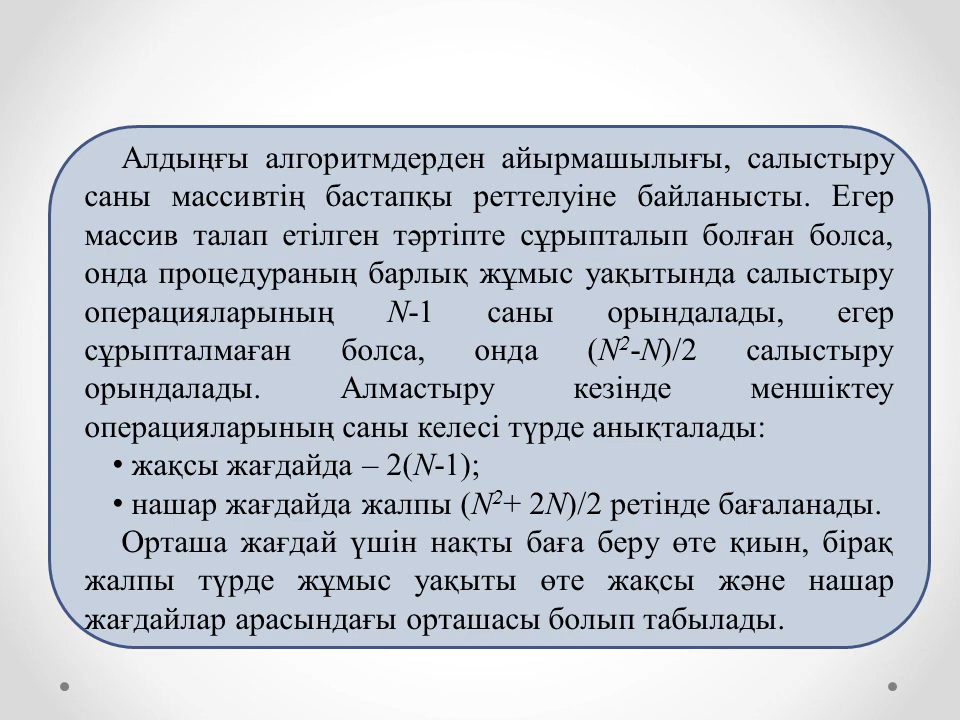 Алдыңғы алгоритмдерден айырмашылығы, салыстыру
саны массивтің бастапқы реттелуіне байланысты. Егер
массив талап етілген тәртіпте сұрыпталып болған болса,
онда процедураның барлық жұмыс уақытында салыстыру
операцияларының N-1 саны орындалады, егер
сұрыпталмаған болса, онда (N²-N)/2 салыстыру
орындалады. Алмастыру кезінде меншіктеу
операцияларының саны келесі түрде анықталады:
• жақсы жағдайда – 2(N-1);
• нашар жағдайда жалпы (N²+ 2N)/2 ретінде бағаланады.
Орташа жағдай үшін нақты баға беру өте қиын, бірақ
жалпы түрде жұмыс уақыты өте жақсы және нашар
жағдайлар арасындағы орташасы болып табылады.